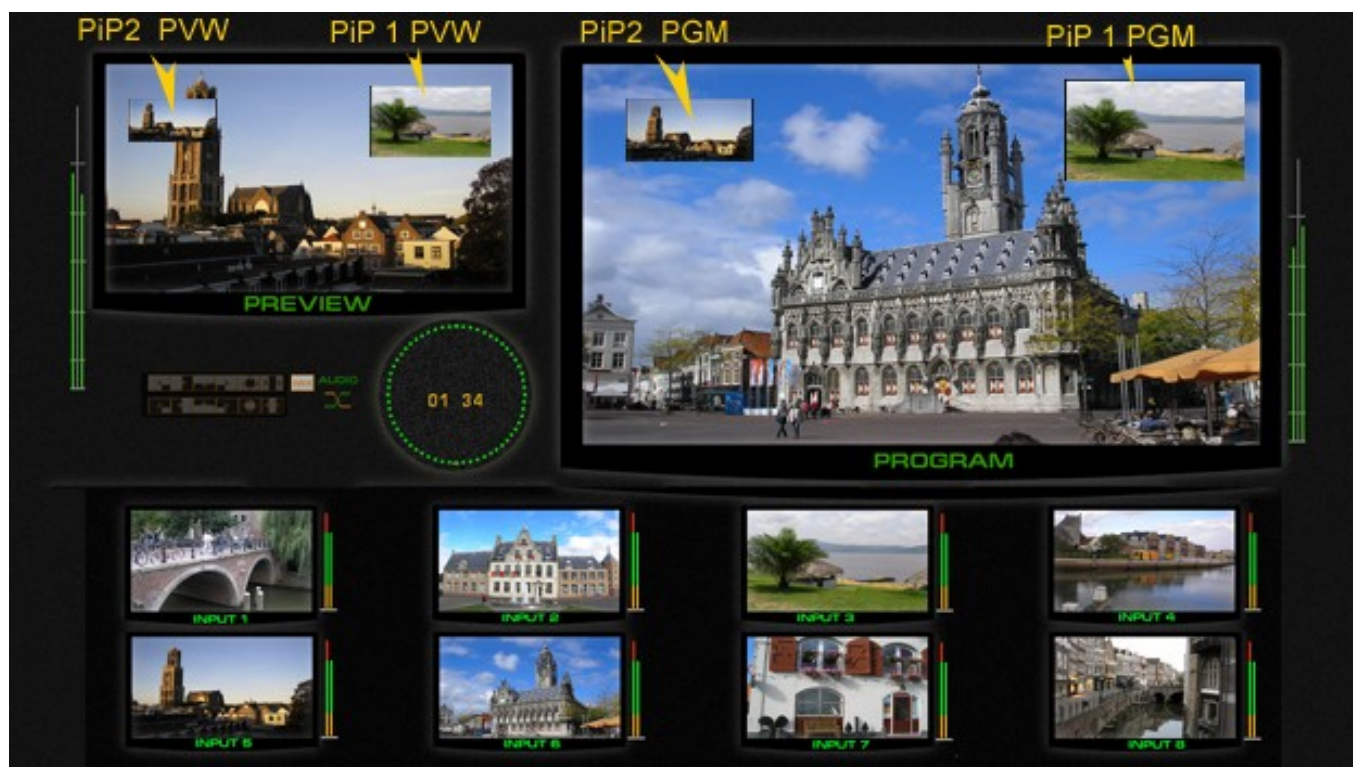 PiP2 PVW
PiP 1 PVW
PiP2 PGM
PiP 1 PGM
PREVIEW
AUDIO
01 34
PROGRAM
INPUT 1
INPUT 2
INPUT 3
INPUT 4
INPUT 5
INPUT 6
INPUT 7
INPUT 8